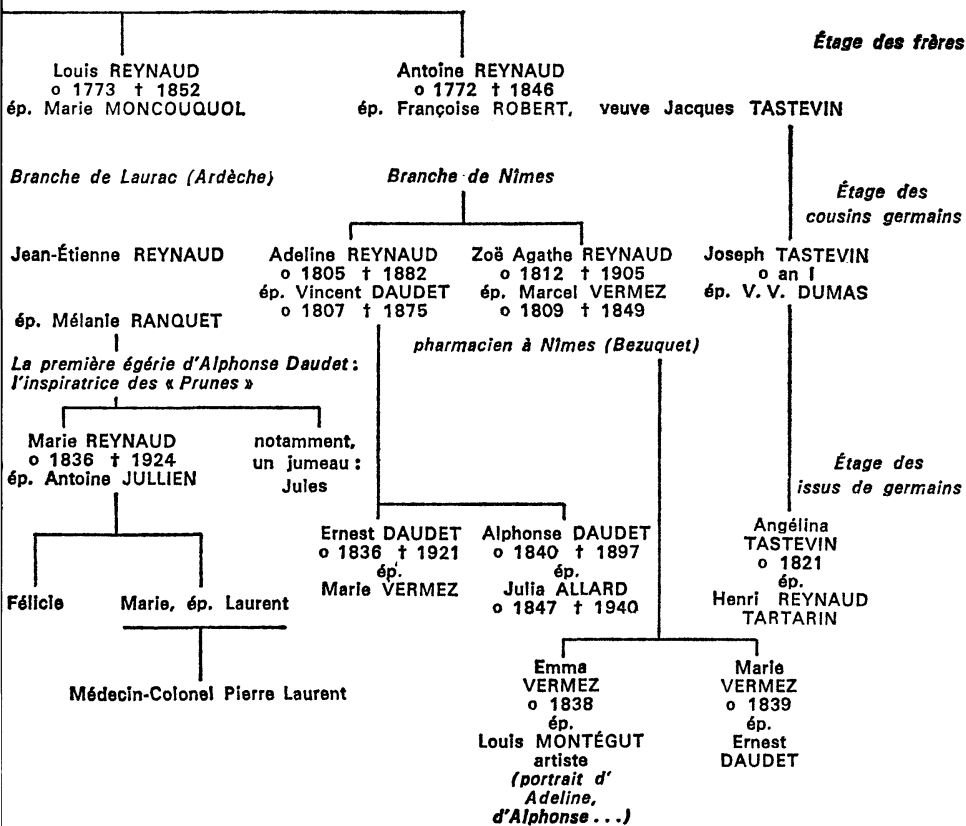 Étage des frères
Louis REYNAUD
o 1773 † 1852
ép. Marie MONCOUQUOL
Antoine REYNAUD
o 1772 † 1846
ép. Françoise ROBERT, veuve Jacques TASTEVIN
Branche de Laurac (Ardèche)
Branche de Nîmes
Étage des
cousins germains
Jean-Étienne REYNAUD
ép. Mélanie RANQUET
Adeline REYNAUD
o 1805 † 1882
ép. Vincent DAUDET
o 1807 † 1875
Zoë Agathe REYNAUD
o 1812 † 1905
ép. Marcel VERMEZ
o 1809 † 1849
pharmacien à Nîmes (Bezuquet)
Joseph TASTEVIN
o an I
ép. V. V. DUMAS
La première égérie d'Alphonse Daudet :
l'inspiratrice des « Prunes »
Marie REYNAUD
o 1836 † 1924
ép. Antoine JULLIEN
notamment,
un jumeau :
Jules
Étage des
issus de germains
Ernest DAUDET
o 1836 † 1921
ép.
Marie VERMEZ
Alphonse DAUDET
o 1840 † 1897
ép.
Julia ALLARD
o 1847 † 1940
Angélina
TASTEVIN
o 1821
ép.
Henri REYNAUD
TARTARIN
Félicie
Marie, ép. Laurent
Médecin-Colonel Pierre Laurent
Emma
VERMEZ
o 1838
ép.
Louis MONTÉGUT
artiste
(portrait d'
Adeline,
d'Alphonse...)
Marie
VERMEZ
o 1839
ép.
Ernest
DAUDET